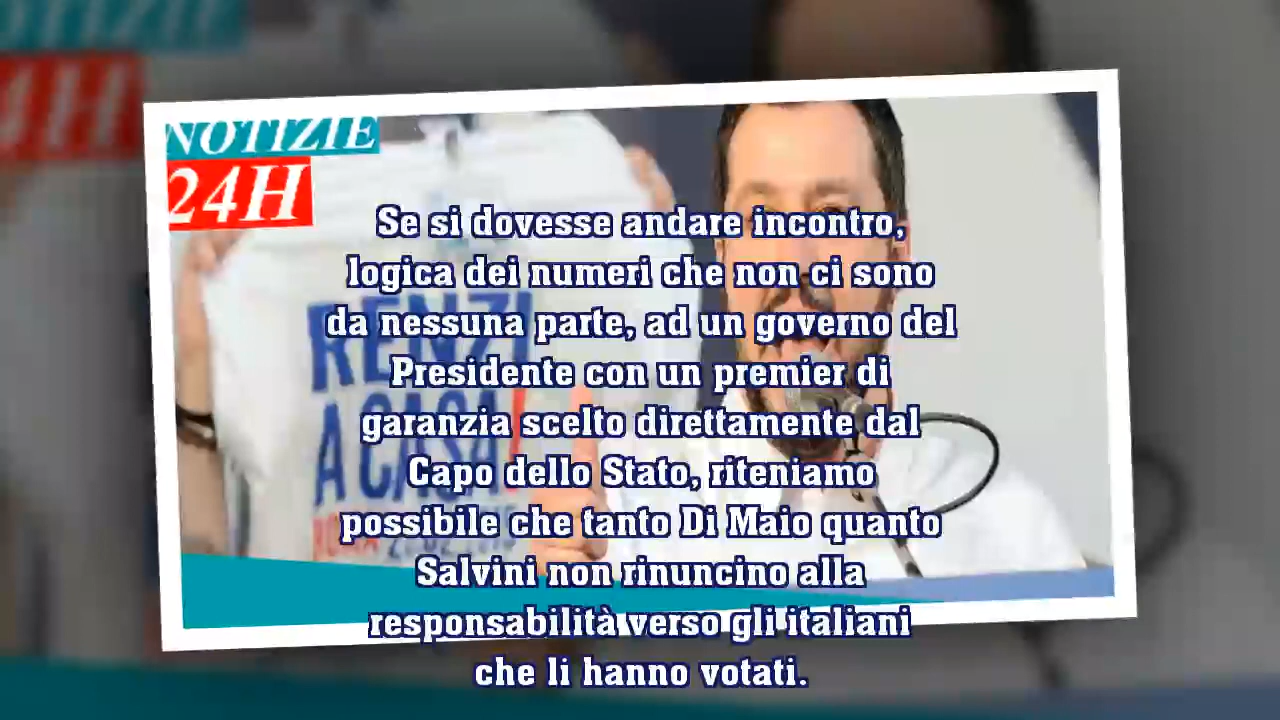 NOTIZIE
24H
RENZI
A CASA!
Se si dovesse andare incontro,
logica dei numeri che non ci sono
da nessuna parte, ad un governo del
Presidente con un premier di
garanzia scelto direttamente dal
Capo dello Stato, riteniamo
possibile che tanto Di Maio quanto
Salvini non rinuncino alla
responsabilità verso gli italiani
che li hanno votati.